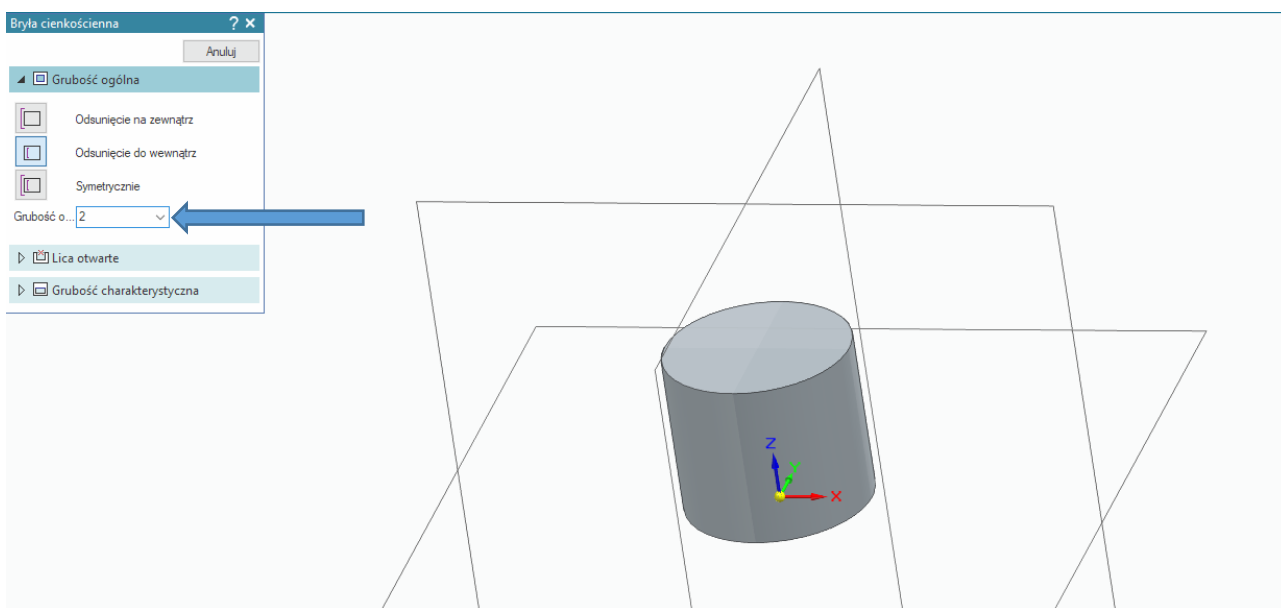 Bryła cienkościenna ? ×
Anuluj
Grubość ogólna
Odsunięcie na zewnątrz
Odsunięcie do wewnątrz
Symetrycznie
Grubość o... 2
Lica otwarte
Grubość charakterystyczna
Z
Y
X